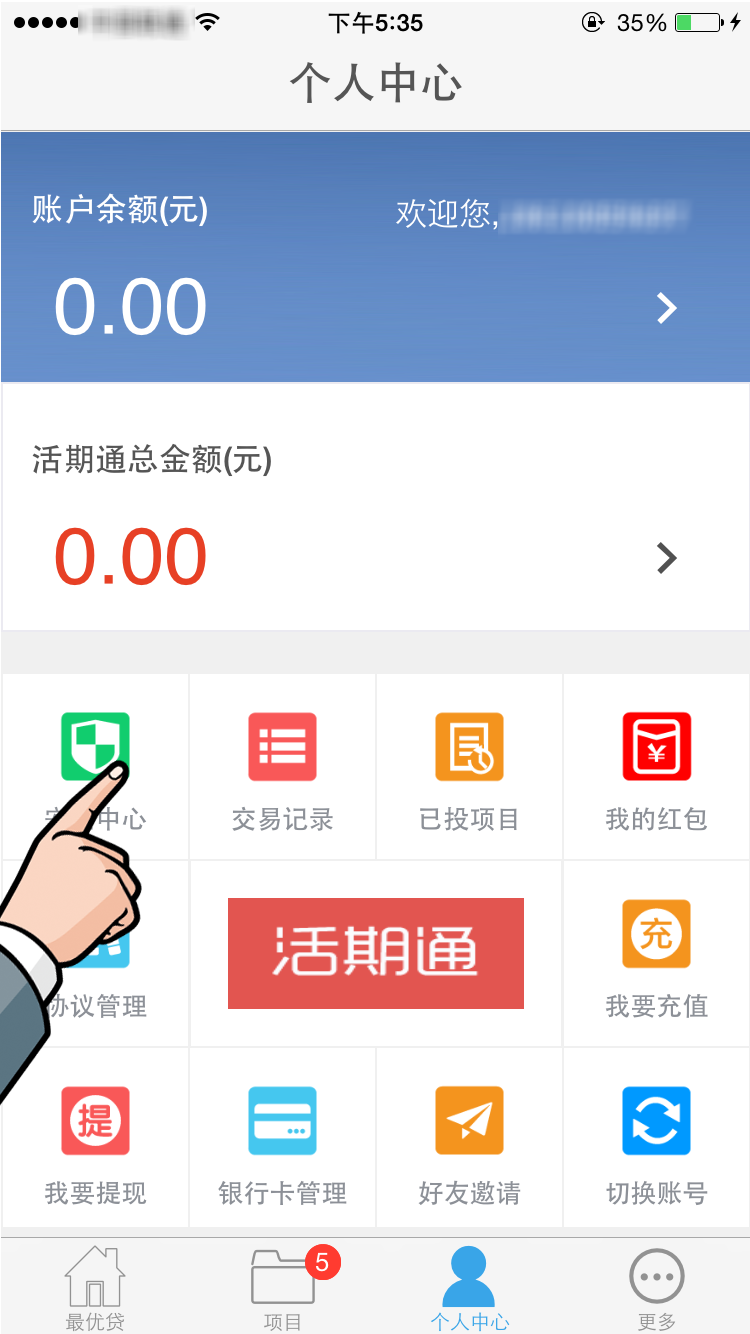 下午5:35
35%
个人中心
账户余额(元)
欢迎您,
0.00
活期通总金额(元)
0.00
中心
交易记录
已投项目
我的红包
协议管理
活期通
充
我要充值
提
我要提现
银行卡管理
好友邀请
切换账号
最优贷
5
项目
个人中心
更多